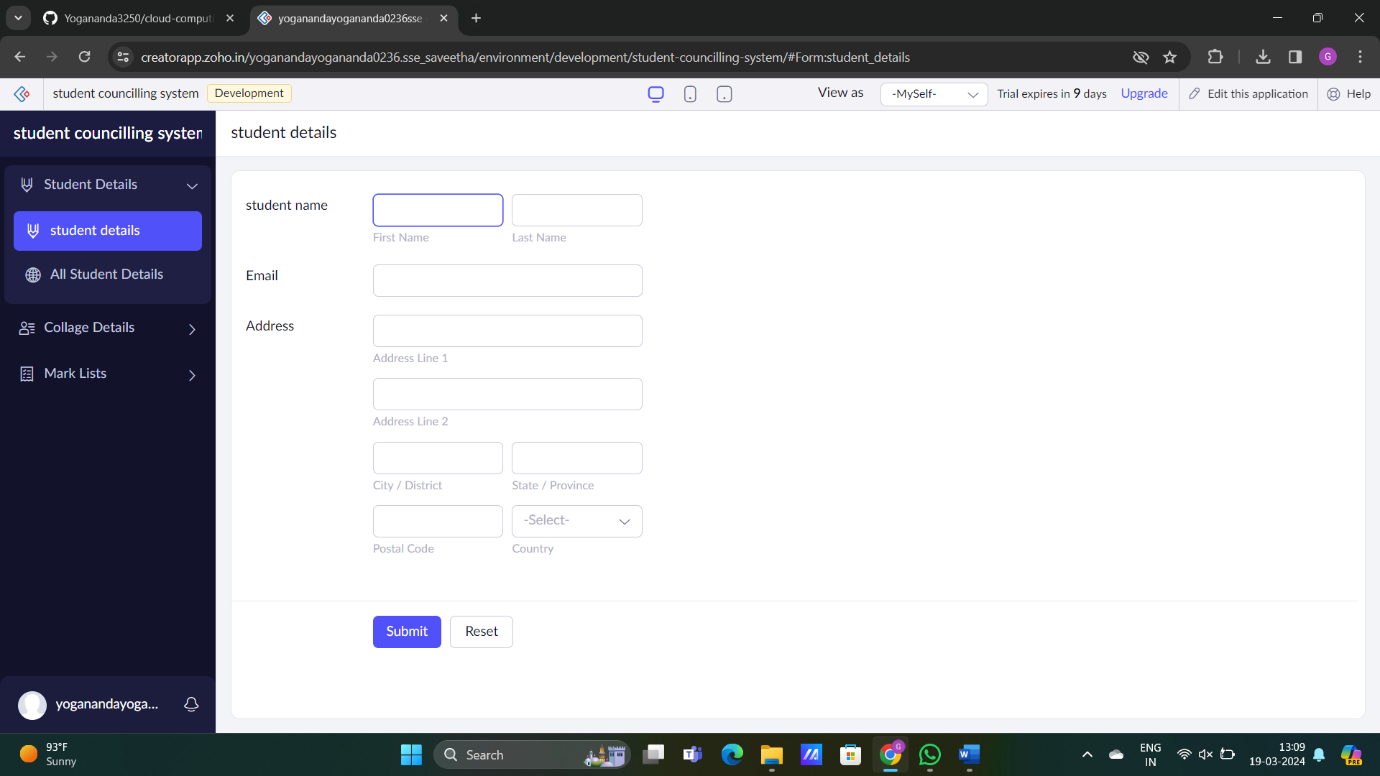 Yogananda3250/cloud-comput
yoganandayogananda0236sse
creatorapp.zoho.in/yoganandayogananda0236.sse_saveetha/environment/development/student-councilling-system/#Form:student_details
G
student councilling system
Development
View as
-MySelf-
Trial expires in 9 days
Upgrade
Edit this application
Help
student councilling system
student details
Student Details
student details
All Student Details
Collage Details
Mark Lists
student name
First Name
Last Name
Email
Address
Address Line 1
Address Line 2
City / District
State / Province
-Select-
Postal Code
Country
Submit
Reset
yoganandayoga...
93°F
Sunny
Search
G
ENG
IN
13:09
19-03-2024
PRE